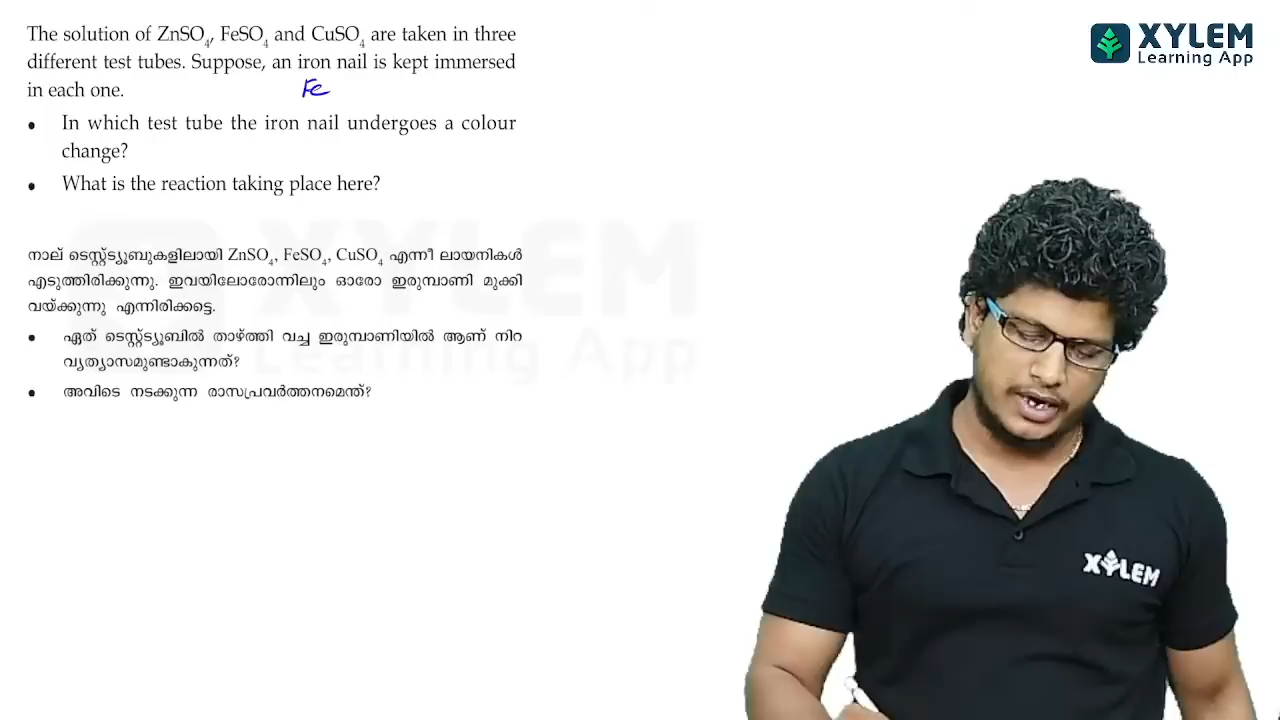 The solution of ZnSO₄, FeSO₄ and CuSO₄ are taken in three
different test tubes. Suppose, an iron nail is kept immersed
in each one.
Fe
• In which test tube the iron nail undergoes a colour
change?
• What is the reaction taking place here?
നാല് ടെസ്റ്റ്ട്യൂബുകളിലായി ZnSO₄, FeSO₄, CuSO₄ എന്നീ ലായനികൾ
എടുത്തിരിക്കുന്നു. ഇവയിലോരോന്നിലും ഓരോ ഇരുമ്പാണി മുക്കി
വയ്ക്കുന്നു എന്നിരിക്കട്ടെ.
• ഏത് ടെസ്റ്റ്ട്യൂബിൽ താഴ്ത്തി വച്ച ഇരുമ്പാണിയിൽ ആണ് നിറ
വ്യത്യാസമുണ്ടാകുന്നത്?
• അവിടെ നടക്കുന്ന രാസപ്രവർത്തനമെന്ത്?
XYLEM
Learning App
XYLEM
Learning App
XYLEM